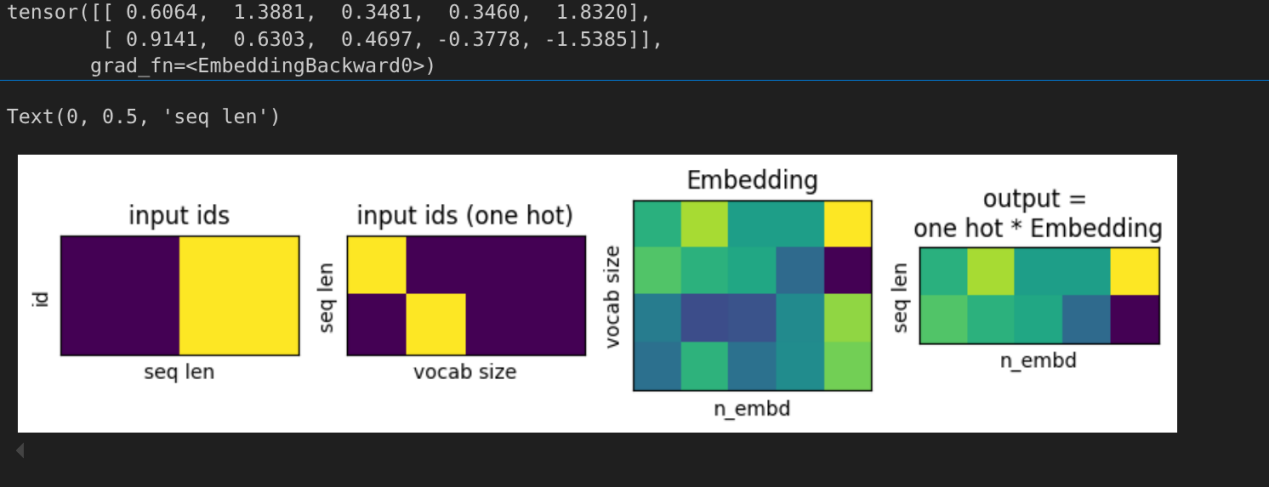 tensor([[ 0.6064,  1.3881,  0.3481,  0.3460,  1.8320],
        [ 0.9141,  0.6303,  0.4697, -0.3778, -1.5385]],
       grad_fn=<EmbeddingBackward0>)
Text(0, 0.5, 'seq len')
input ids
id
seq len
input ids (one hot)
seq len
vocab size
Embedding
vocab size
n_embd
output =
one hot * Embedding
seq len
n_embd